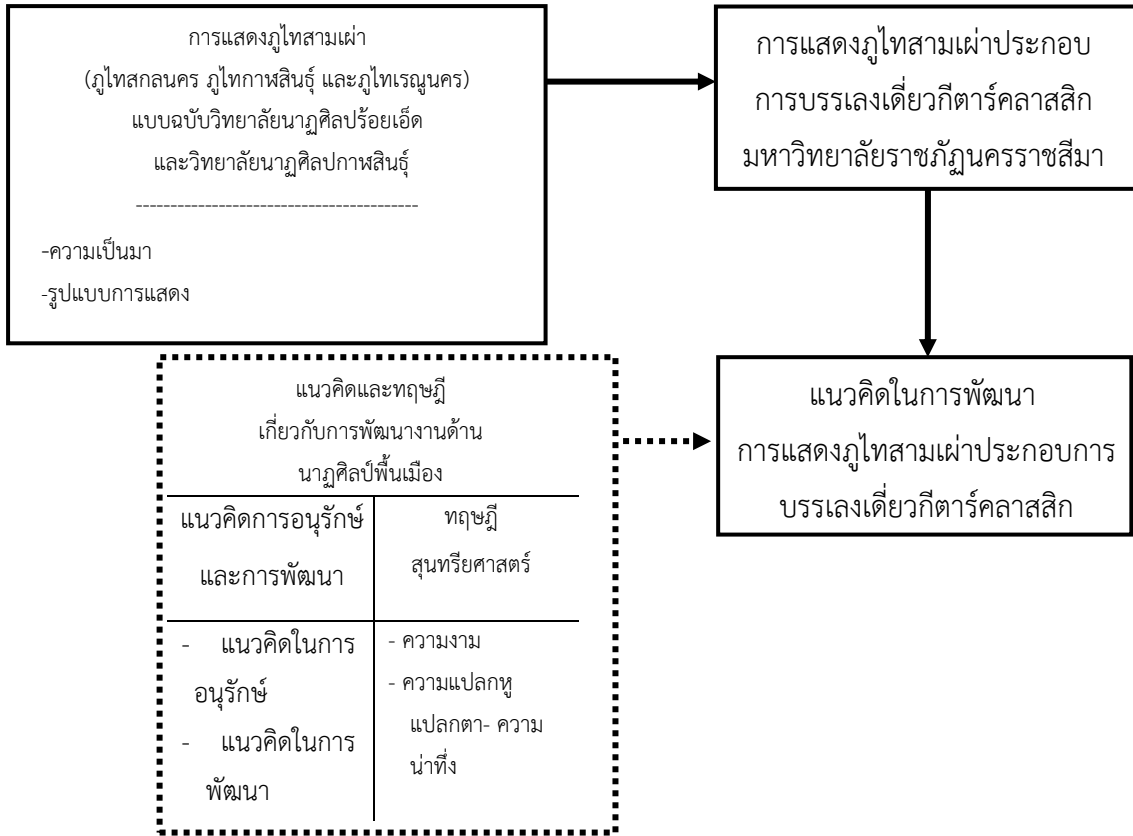 การแสดงภูไทสามเผ่า
(ภูไทสกลนคร ภูไทกาฬสินธุ์ และภูไทเรณูนคร)
แบบฉบับวิทยาลัยนาฏศิลปร้อยเอ็ด
และวิทยาลัยนาฏศิลปกาฬสินธุ์
-----------------------------------------
-ความเป็นมา
-รูปแบบการแสดง
การแสดงภูไทสามเผ่าประกอบ
การบรรเลงเดี่ยวกีตาร์คลาสสิก
มหาวิทยาลัยราชภัฏนครราชสีมา
แนวคิดและทฤษฎี
เกี่ยวกับการพัฒนางานด้าน
นาฏศิลป์พื้นเมือง
แนวคิดการอนุรักษ์
และการพัฒนา
- แนวคิดในการ
อนุรักษ์
- แนวคิดในการ
พัฒนา
ทฤษฎี
สุนทรียศาสตร์
- ความงาม
- ความแปลกหู
แปลกตา- ความ
น่าทึ่ง
แนวคิดในการพัฒนา
การแสดงภูไทสามเผ่าประกอบการ
บรรเลงเดี่ยวกีตาร์คลาสสิก